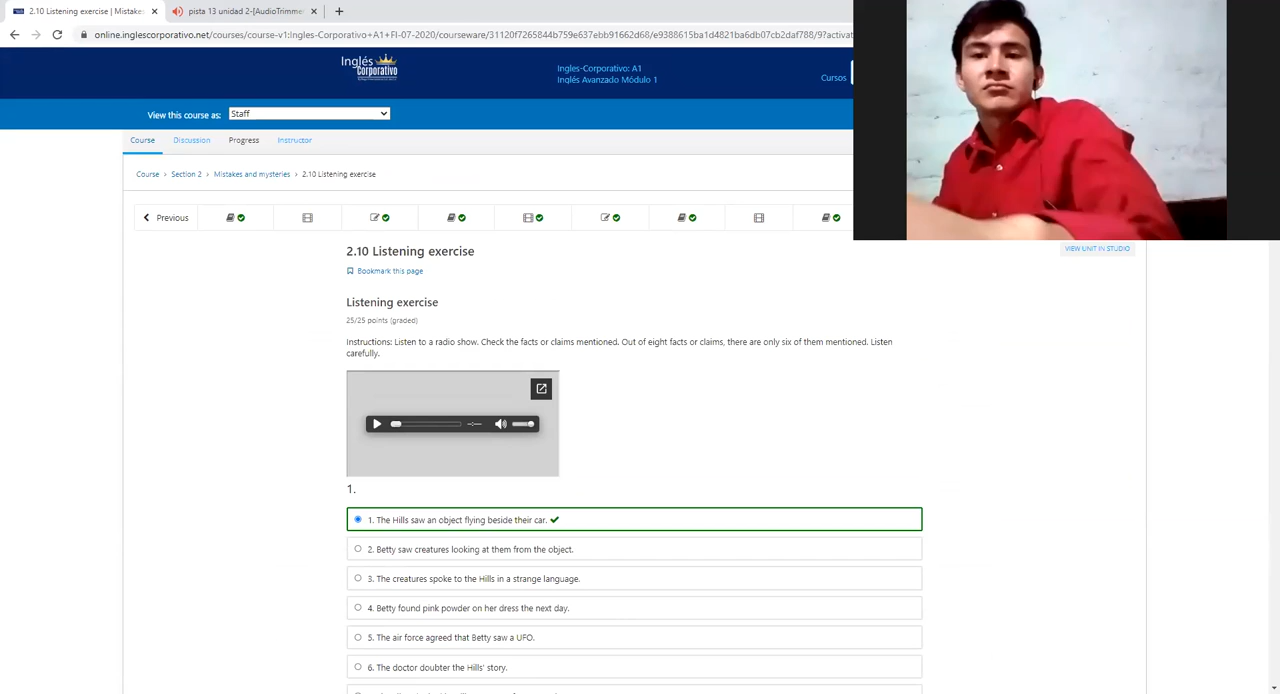 2.10 Listening exercise | Mistakes
pista 13 unidad 2-[AudioTrimmer
online.inglescorporativo.net/courses/course-v1:Ingles-Corporativo+A1+FI-07-2020/courseware/31120f7265844b759e637ebb91662d68/e9388615ba1d4821ba6db07cb2daf788/9?activat
Inglés
Corporativo
Ingles-Corporativo: A1
Inglés Avanzado Módulo 1
Cursos
View this course as: Staff
Course Discussion Progress Instructor
Course › Section 2 › Mistakes and mysteries › 2.10 Listening exercise
Previous
VIEW UNIT IN STUDIO
2.10 Listening exercise
Bookmark this page
Listening exercise
25/25 points (graded)
Instructions: Listen to a radio show. Check the facts or claims mentioned. Out of eight facts or claims, there are only six of them mentioned. Listen
carefully.
-:--
1.
1. The Hills saw an object flying beside their car.
2. Betty saw creatures looking at them from the object.
3. The creatures spoke to the Hills in a strange language.
4. Betty found pink powder on her dress the next day.
5. The air force agreed that Betty saw a UFO.
6. The doctor doubter the Hills' story.